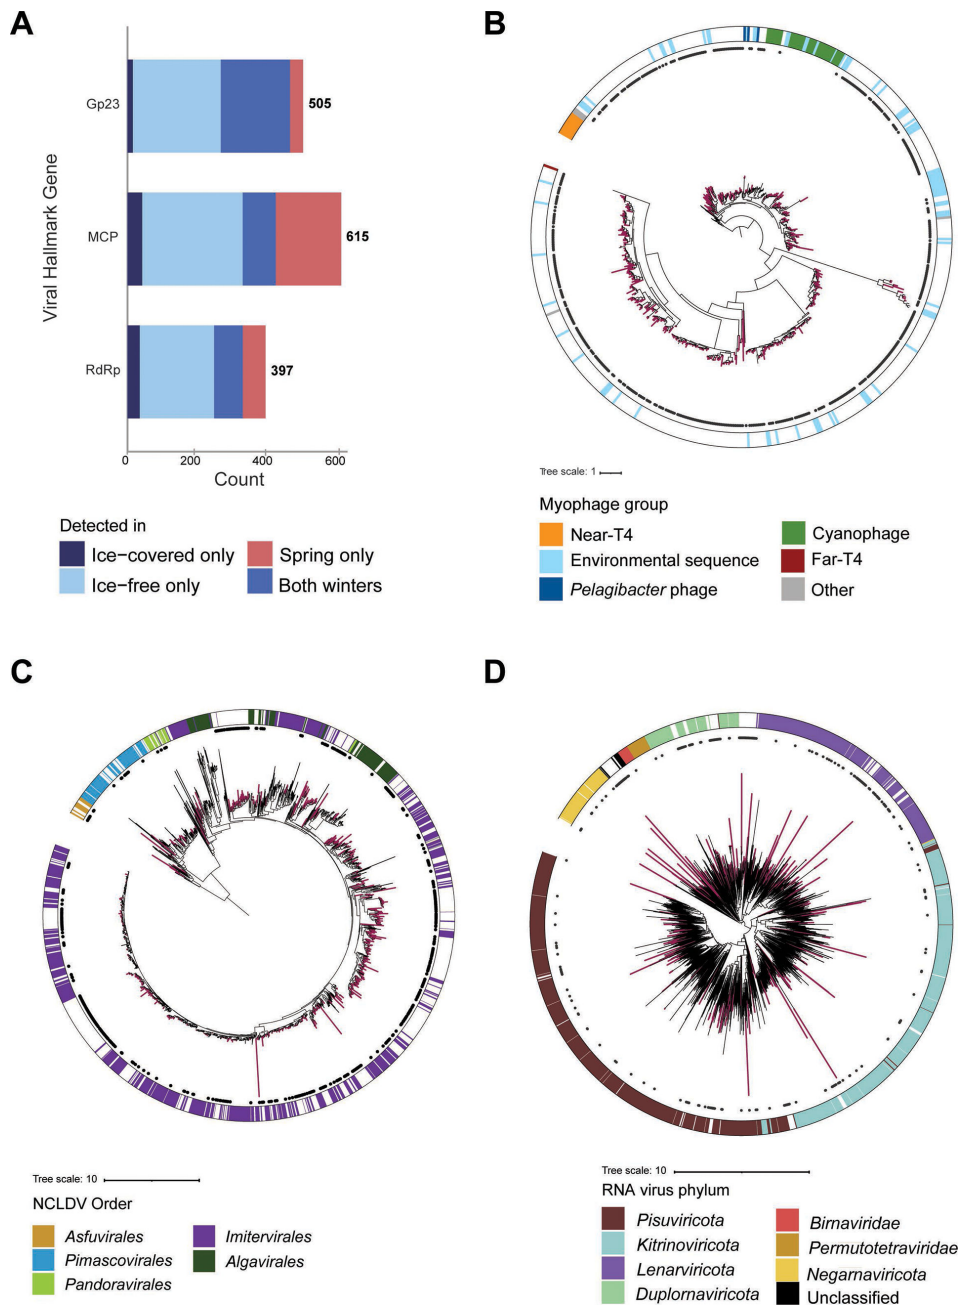 A
Viral Hallmark Gene
Gp23
505
MCP
615
RdRp
397
0 200 400 600
Count
Detected in
Ice-covered only
Spring only
Ice-free only
Both winters
B
Tree scale: 1
Myophage group
Near-T4
Cyanophage
Environmental sequence
Far-T4
Pelagibacter phage
Other
C
Tree scale: 10
NCLDV Order
Asfuvirales
Imitervirales
Pimascovirales
Algavirales
Pandoravirales
D
Tree scale: 10
RNA virus phylum
Pisuviricota
Birnaviridae
Kitrinoviricota
Permutotetraviridae
Lenarviricota
Negarnaviricota
Duplornaviricota
Unclassified